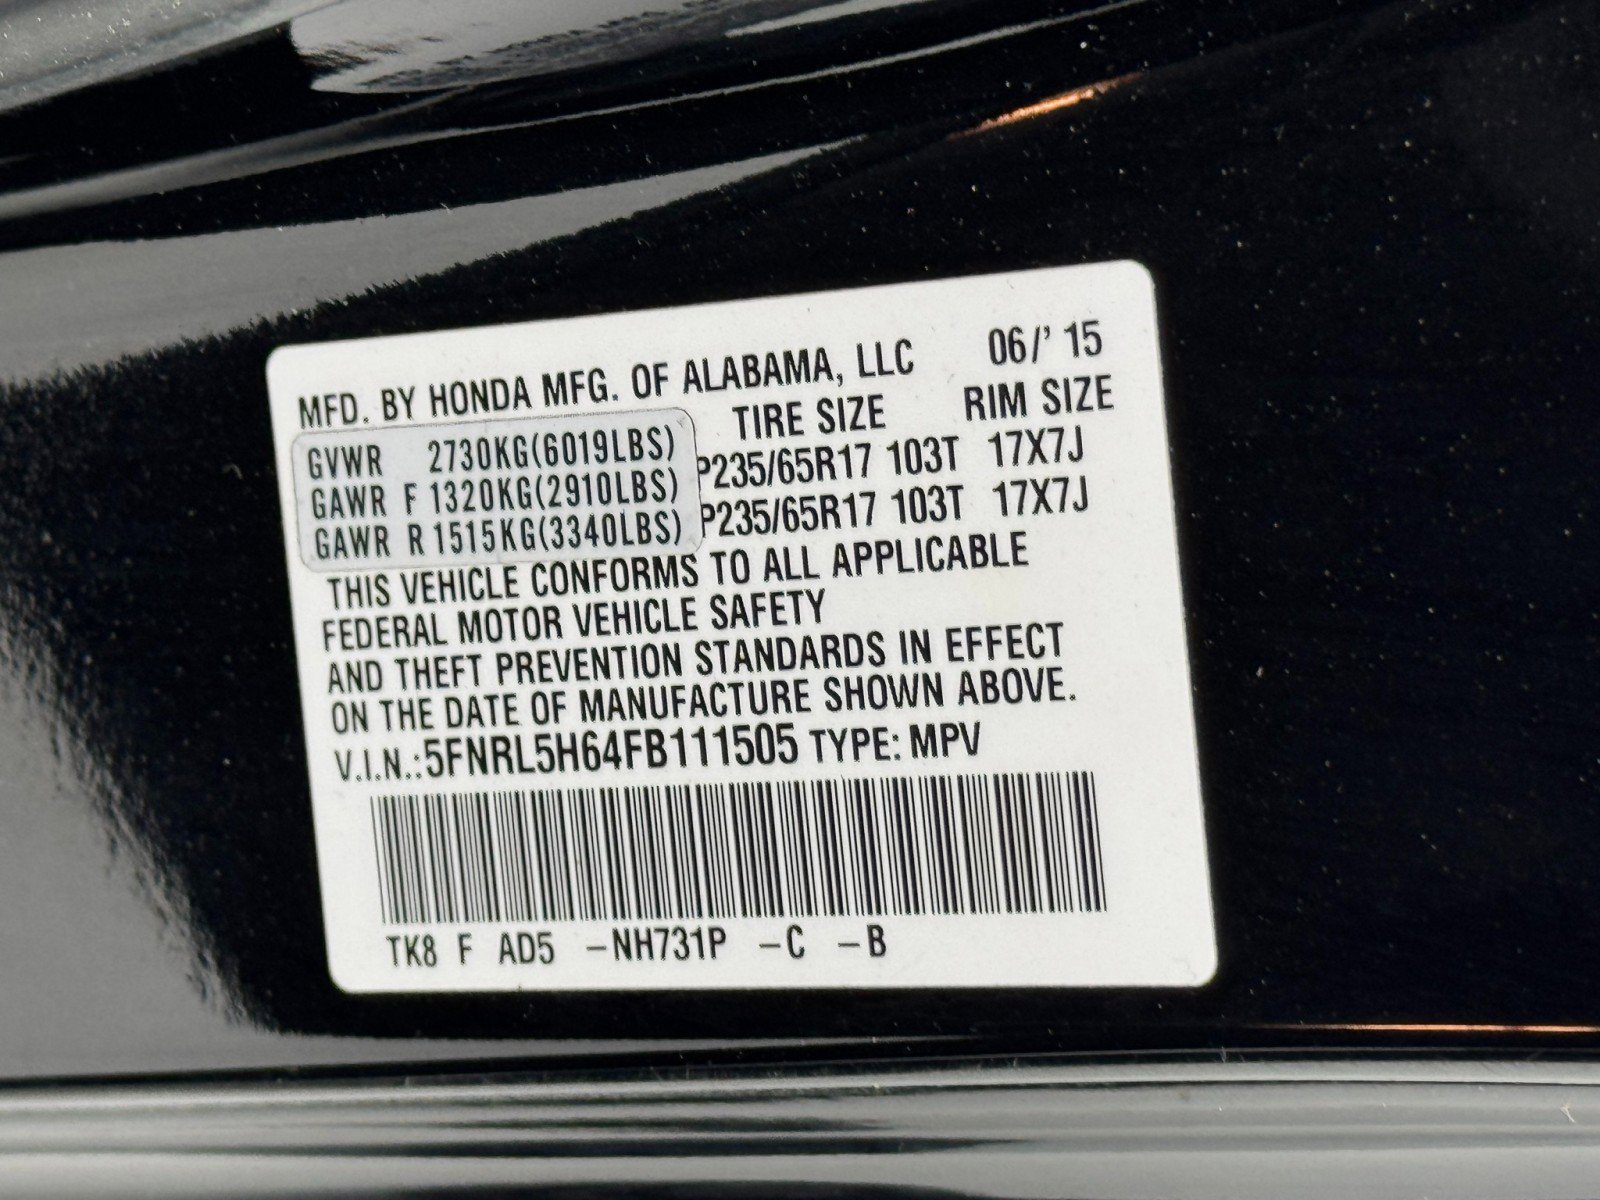 MFD. BY HONDA MFG. OF ALABAMA, LLC 06/' 15
TIRE SIZE RIM SIZE
GVWR 2730KG(6019LBS) P235/65R17 103T 17X7J
GAWR F 1320KG(2910LBS) P235/65R17 103T 17X7J
GAWR R 1515KG(3340LBS)
THIS VEHICLE CONFORMS TO ALL APPLICABLE
FEDERAL MOTOR VEHICLE SAFETY
AND THEFT PREVENTION STANDARDS IN EFFECT
ON THE DATE OF MANUFACTURE SHOWN ABOVE.
V.I.N.:5FNRL5H64FB111505 TYPE: MPV
TK8 F AD5 -NH731P -C -B